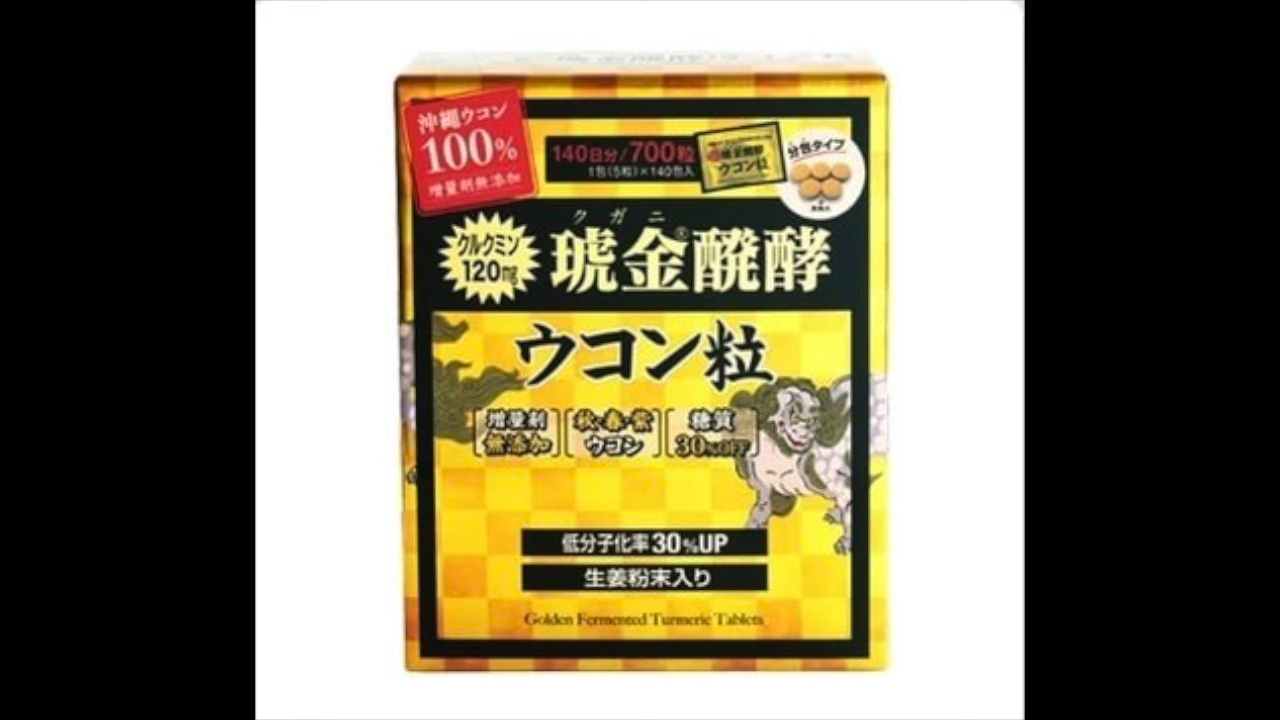 沖縄ウコン
100%
増量剤無添加
140日分/700粒
1包(5粒)×140包入
ウコン粒
分包タイプ
クガニ
クルクミン
120mg
琥金®醗酵
ウコン粒
増量剤
無添加
秋・春・紫
ウコン
糖質
30%OFF
低分子化率30%UP
生姜粉末入り
Golden Fermented Turmeric Tablets